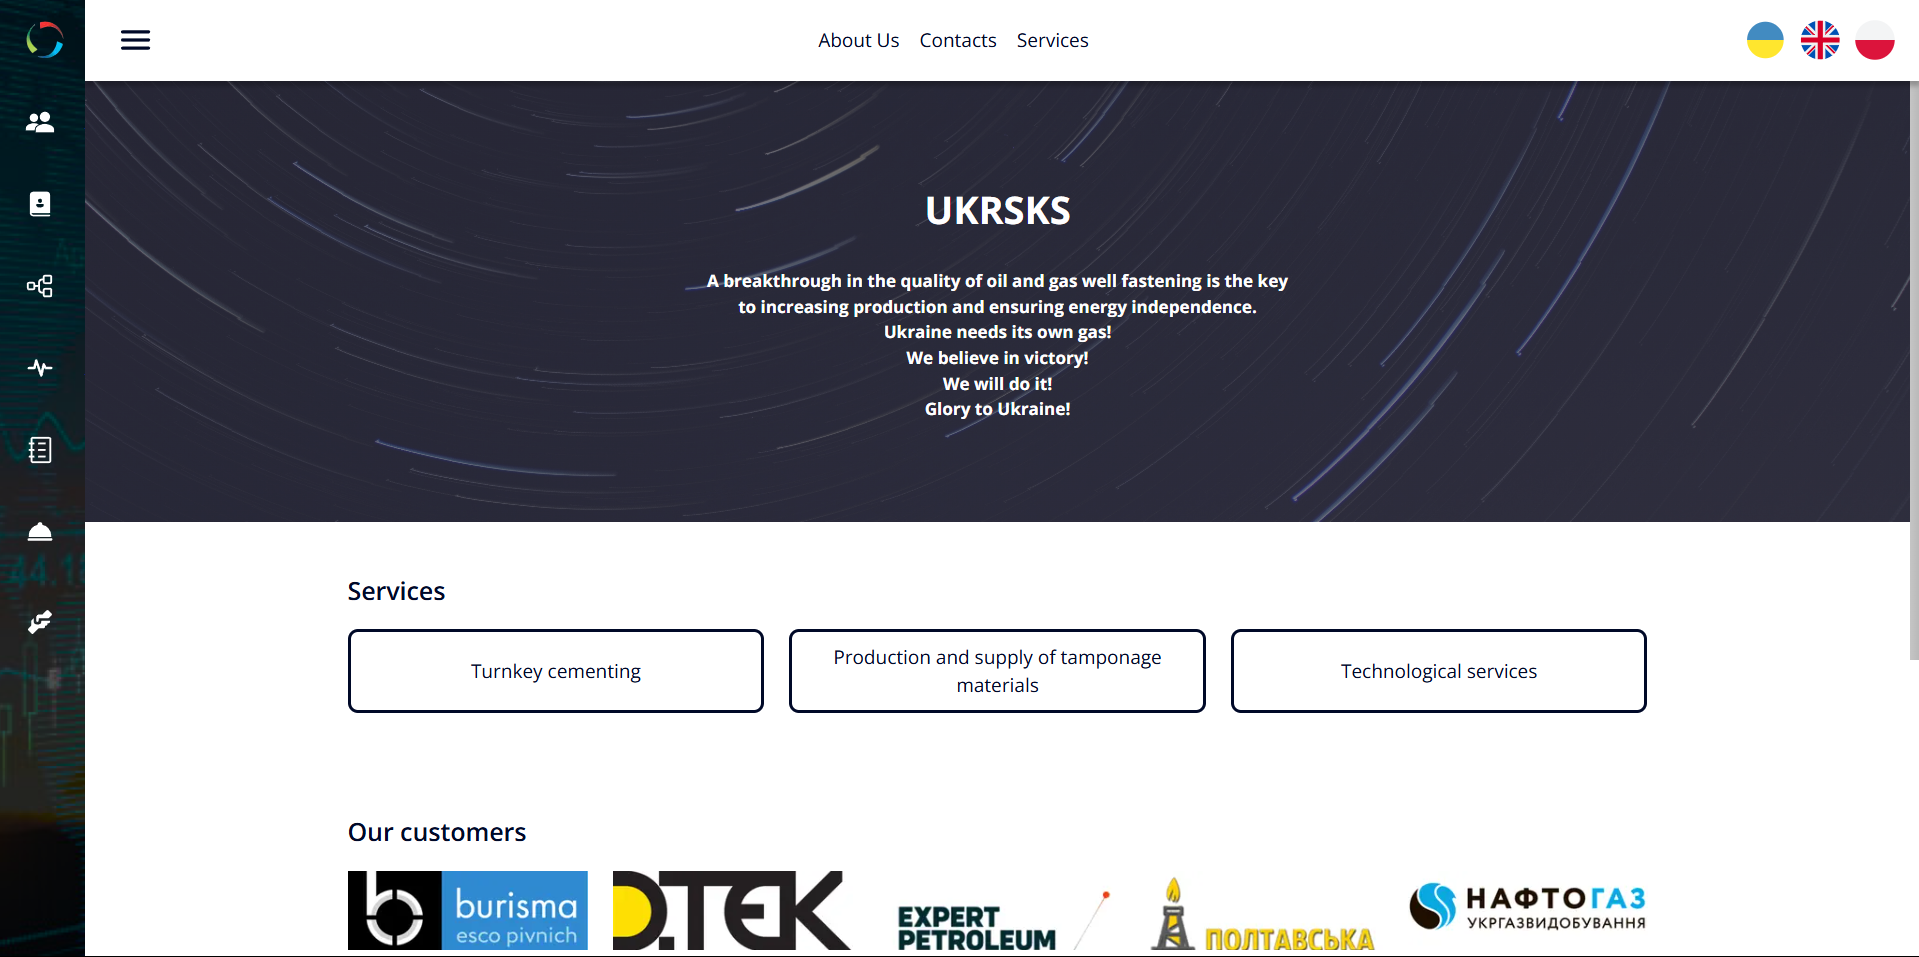 About Us Contacts Services
UKRSKS
A breakthrough in the quality of oil and gas well fastening is the key
to increasing production and ensuring energy independence.
Ukraine needs its own gas!
We believe in victory!
We will do it!
Glory to Ukraine!
44.1
Services
Turnkey cementing
Production and supply of tamponage
materials
Technological services
Our customers
burisma
esco pivnich
D.TEK
EXPERT
PETROLEUM
ПОЛТАВСЬКА
НАФТОГАЗ
УКРГАЗВИДОБУВАННЯ